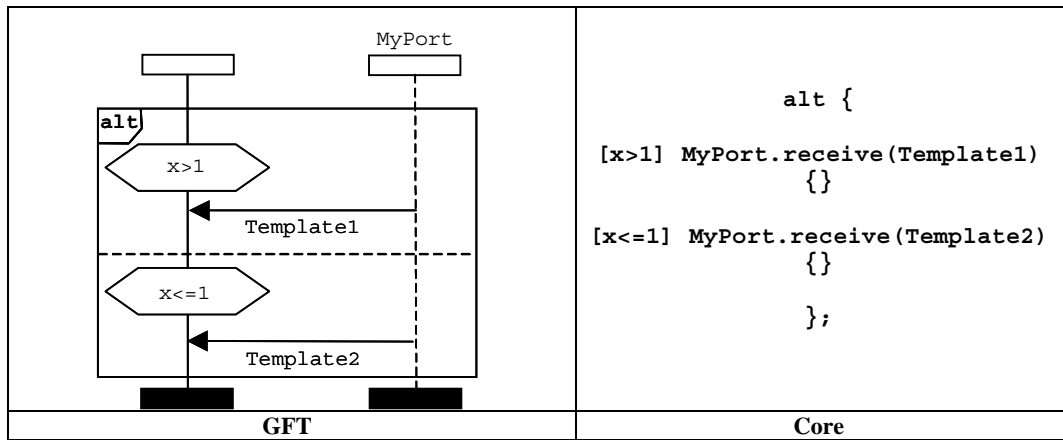 MyPort
alt
x>1
Template1
x<=1
Template2
alt {
[x>1] MyPort.receive(Template1)
{}
[x<=1] MyPort.receive(Template2)
{}
};
GFT
Core